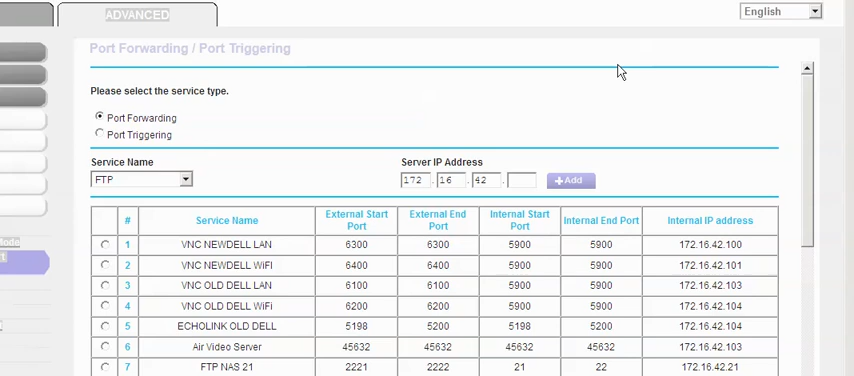 ADVANCED
English
Port Forwarding / Port Triggering
Please select the service type.
Port Forwarding
Port Triggering
Service Name
Server IP Address
FTP
172 . 16 . 42 .
+ Add
# Service Name External Start Port External End Port Internal Start Port Internal End Port Internal IP address
1 VNC NEWDELL LAN 6300 6300 5900 5900 172.16.42.100
2 VNC NEWDELL WiFI 6400 6400 5900 5900 172.16.42.101
3 VNC OLD DELL LAN 6100 6100 5900 5900 172.16.42.103
4 VNC OLD DELL WiFi 6200 6200 5900 5900 172.16.42.104
5 ECHOLINK OLD DELL 5198 5200 5198 5200 172.16.42.104
6 Air Video Server 45632 45632 45632 45632 172.16.42.103
7 FTP NAS 21 2221 2222 21 22 172.16.42.21
Mode